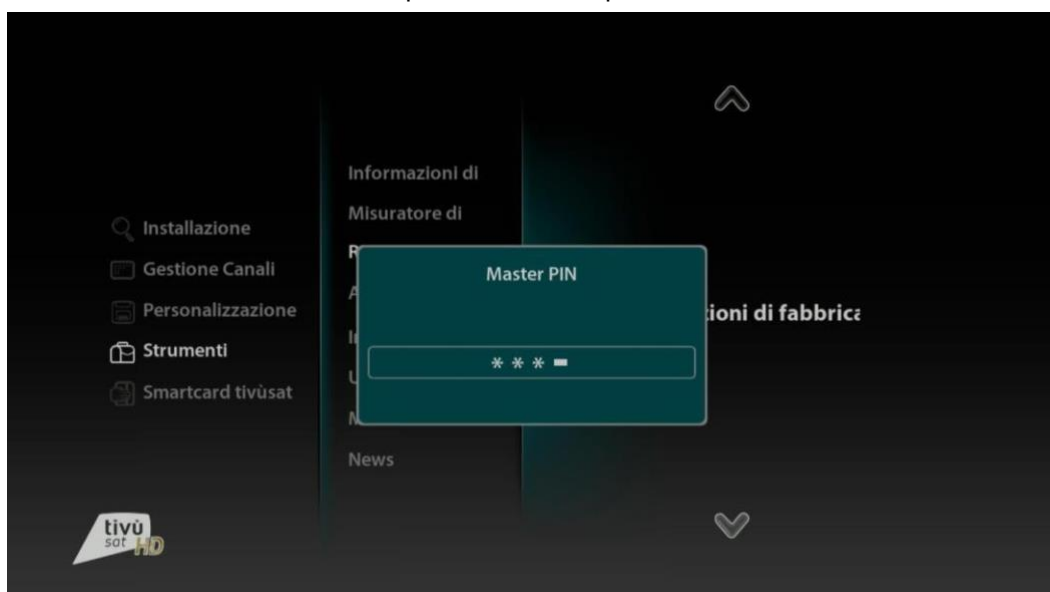 Installazione
Gestione Canali
Personalizzazione
Strumenti
Smartcard tivùsat
Informazioni di
Misuratore di
News
Master PIN
* * *
ioni di fabbrica
tivù
sat HD